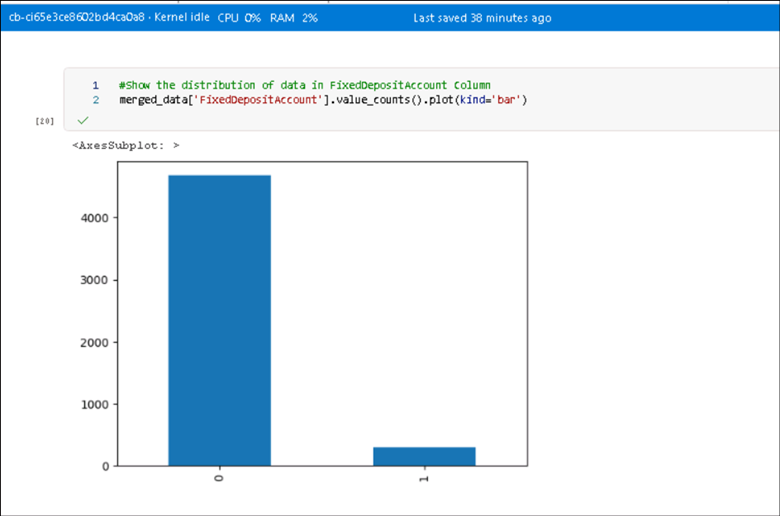 cb-ci65e3ce8602bd4ca0a8 · Kernel idle CPU 0% RAM 2% Last saved 38 minutes ago
1 #Show the distribution of data in FixedDepositAccount Column
2 merged_data['FixedDepositAccount'].value_counts().plot(kind='bar')
[20]
<AxesSubplot: >
4000
3000
2000
1000
0
0 1